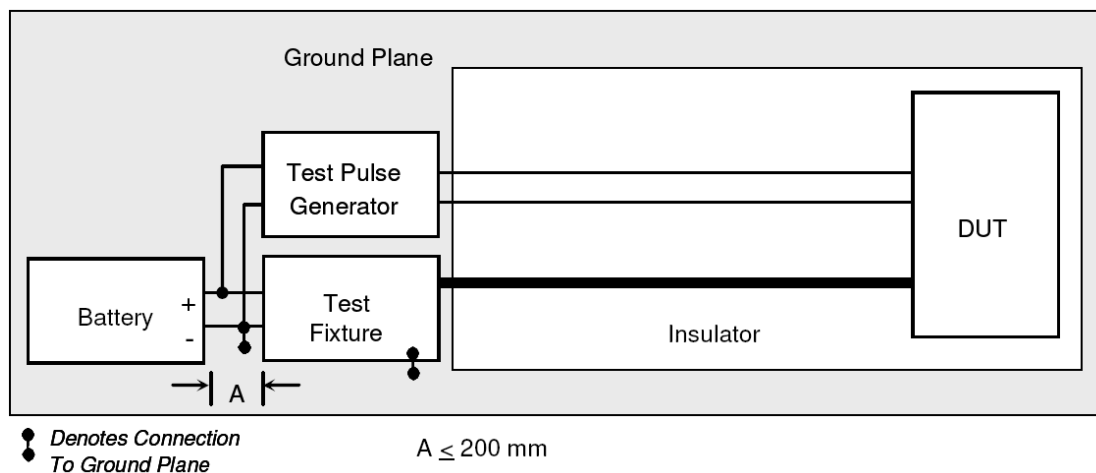 Ground Plane
Test Pulse
Generator
DUT
Battery
+
-
Test
Fixture
Insulator
A
Denotes Connection
To Ground Plane
A ≤ 200 mm